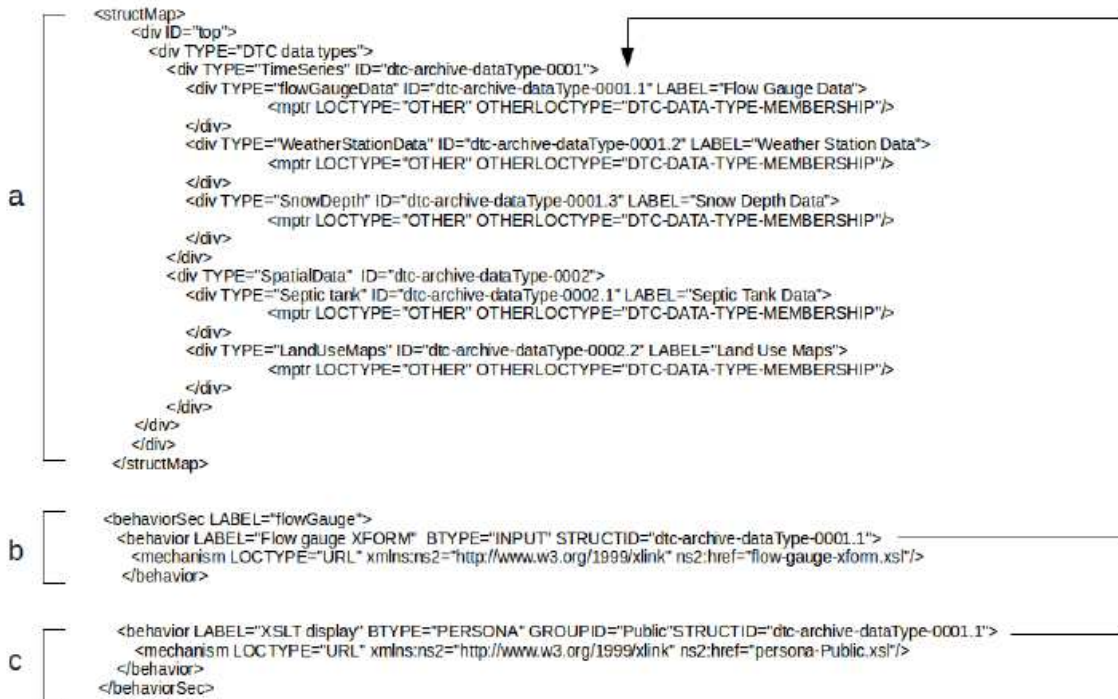 <structMap>
<div ID="top">
<div TYPE="DTC data types">
<div TYPE="TimeSeries" ID="dtc-archive-dataType-0001">
<div TYPE="flowGaugeData" ID="dtc-archive-dataType-0001.1" LABEL="Flow Gauge Data">
<mptr LOCTYPE="OTHER" OTHERLOCTYPE="DTC-DATA-TYPE-MEMBERSHIP"/>
</div>
<div TYPE="WeatherStationData" ID="dtc-archive-dataType-0001.2" LABEL="Weather Station Data">
<mptr LOCTYPE="OTHER" OTHERLOCTYPE="DTC-DATA-TYPE-MEMBERSHIP"/>
</div>
a
<div TYPE="SnowDepth" ID="dtc-archive-dataType-0001.3" LABEL="Snow Depth Data">
<mptr LOCTYPE="OTHER" OTHERLOCTYPE="DTC-DATA-TYPE-MEMBERSHIP"/>
</div>
</div>
<div TYPE="SpatialData" ID="dtc-archive-dataType-0002">
<div TYPE="Septic tank" ID="dtc-archive-dataType-0002.1" LABEL="Septic Tank Data">
<mptr LOCTYPE="OTHER" OTHERLOCTYPE="DTC-DATA-TYPE-MEMBERSHIP"/>
</div>
<div TYPE="LandUseMaps" ID="dtc-archive-dataType-0002.2" LABEL="Land Use Maps">
<mptr LOCTYPE="OTHER" OTHERLOCTYPE="DTC-DATA-TYPE-MEMBERSHIP"/>
</div>
</div>
</div>
</div>
</structMap>
<behaviorSec LABEL="flowGauge">
<behavior LABEL="Flow gauge XFORM" BTYPE="INPUT" STRUCTID="dtc-archive-dataType-0001.1">
b
<mechanism LOCTYPE="URL" xmlns:ns2="http://www.w3.org/1999/xlink" ns2:href="flow-gauge-xform.xsl"/>
</behavior>
<behavior LABEL="XSLT display" BTYPE="PERSONA" GROUPID="Public"STRUCTID="dtc-archive-dataType-0001.1">
c
<mechanism LOCTYPE="URL" xmlns:ns2="http://www.w3.org/1999/xlink" ns2:href="persona-Public.xsl"/>
</behavior>
</behaviorSec>